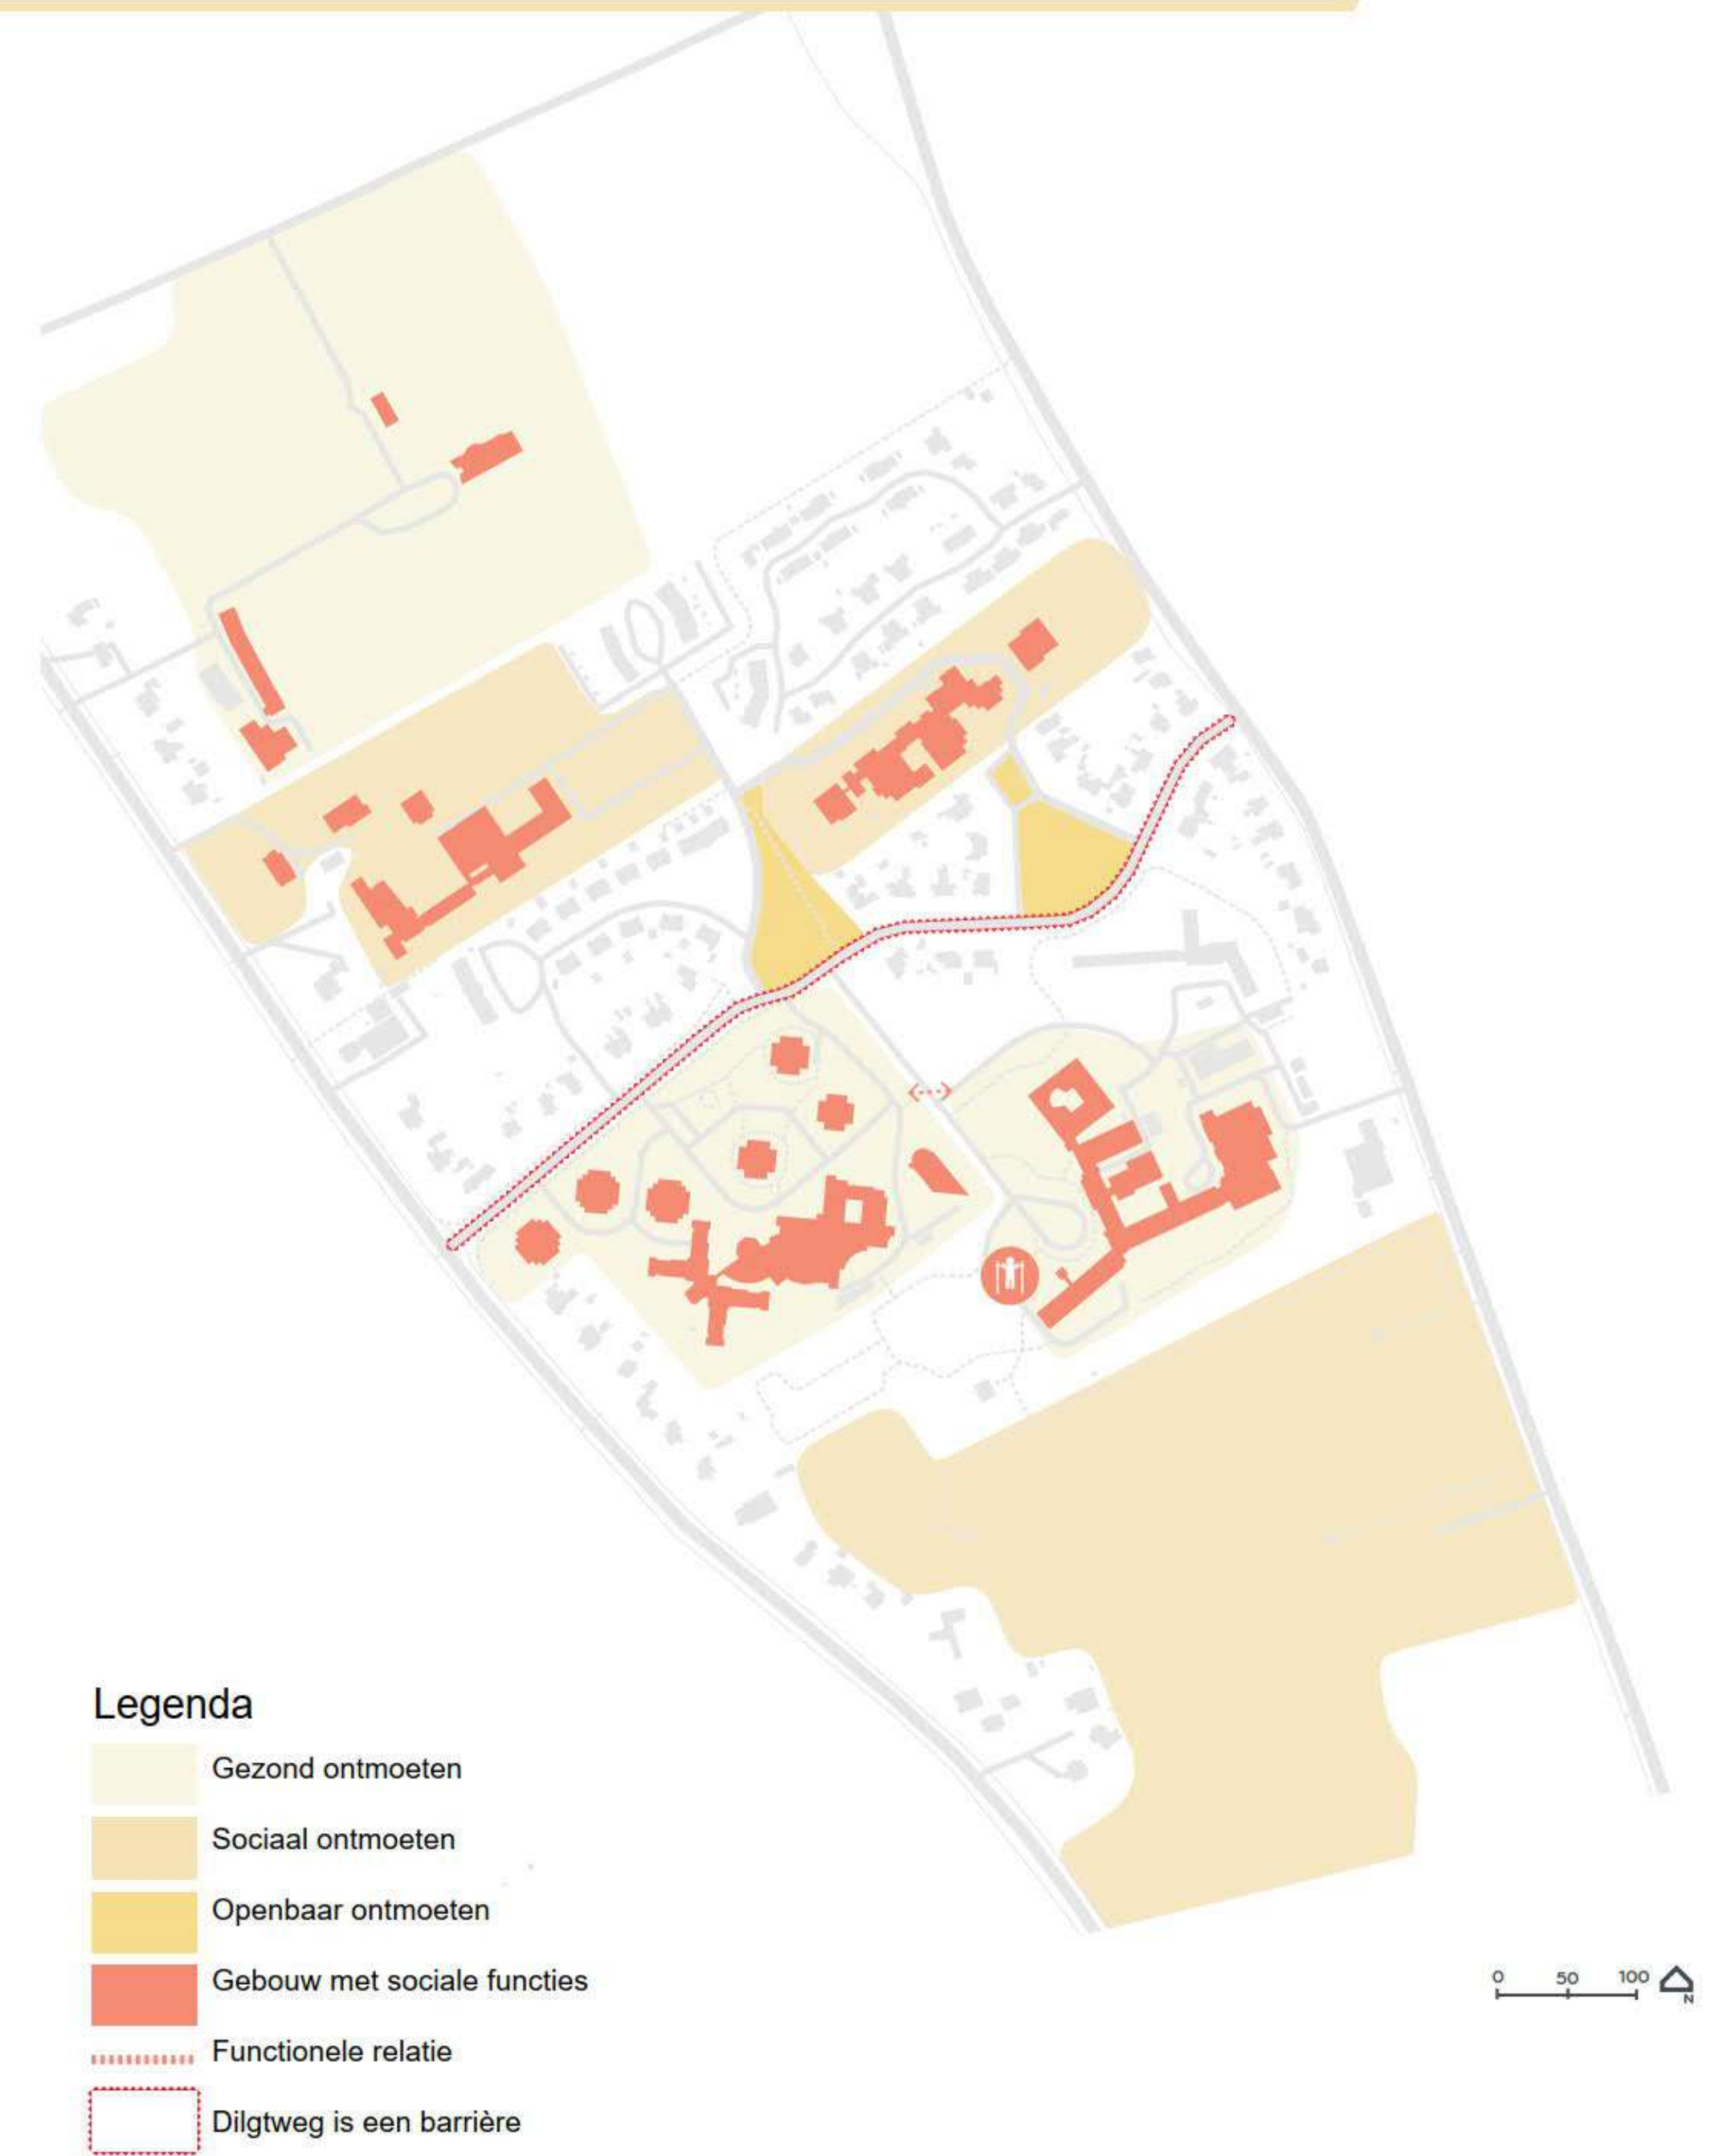 Legenda
Gezond ontmoeten
Sociaal ontmoeten
Openbaar ontmoeten
Gebouw met sociale functies
Functionele relatie
Dilgtweg is een barrière
0 50 100
N